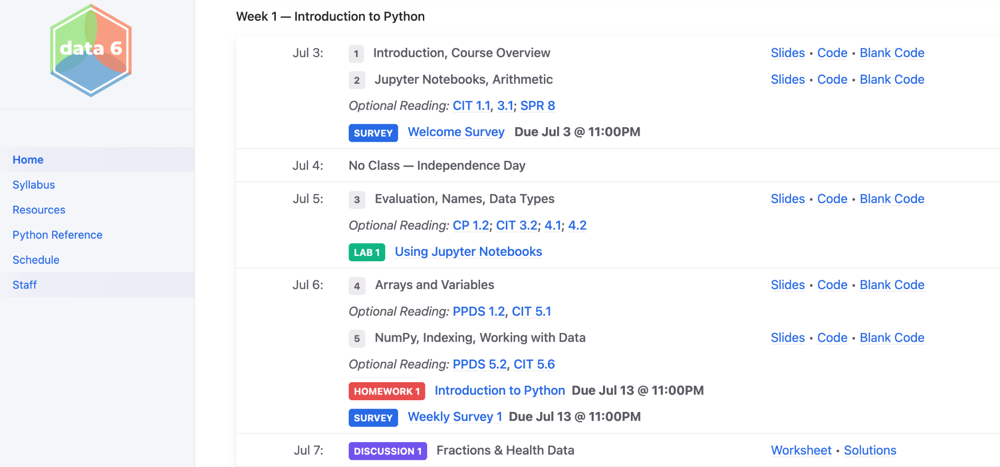 data 6
Home
Syllabus
Resources
Python Reference
Schedule
Staff
Week 1 — Introduction to Python
Jul 3: 1 Introduction, Course Overview Slides • Code • Blank Code
2 Jupyter Notebooks, Arithmetic Slides • Code • Blank Code
Optional Reading: CIT 1.1, 3.1; SPR 8
SURVEY Welcome Survey Due Jul 3 @ 11:00PM
Jul 4: No Class — Independence Day
Jul 5: 3 Evaluation, Names, Data Types Slides • Code • Blank Code
Optional Reading: CP 1.2; CIT 3.2; 4.1; 4.2
LAB 1 Using Jupyter Notebooks
Jul 6: 4 Arrays and Variables Slides • Code • Blank Code
Optional Reading: PPDS 1.2, CIT 5.1
5 NumPy, Indexing, Working with Data Slides • Code • Blank Code
Optional Reading: PPDS 5.2, CIT 5.6
HOMEWORK 1 Introduction to Python Due Jul 13 @ 11:00PM
SURVEY Weekly Survey 1 Due Jul 13 @ 11:00PM
Jul 7: DISCUSSION 1 Fractions & Health Data Worksheet • Solutions